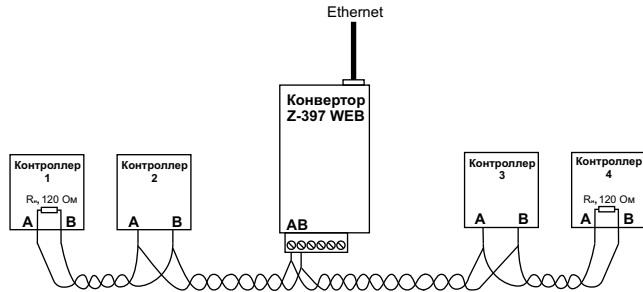 Ethernet
Конвертор
Z-397 WEB
AB
Контроллер
1
Rн, 120 Ом
A B
Контроллер
2
A B
Контроллер
3
A B
Контроллер
4
Rн, 120 Ом
A B